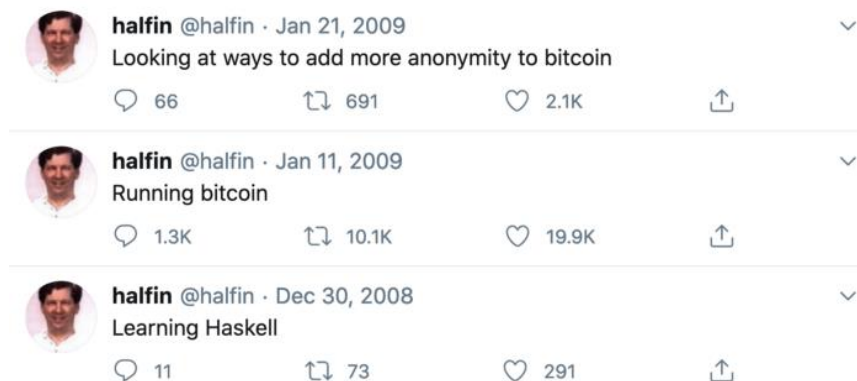 halfin @halfin · Jan 21, 2009
Looking at ways to add more anonymity to bitcoin
66 691 2.1K
halfin @halfin · Jan 11, 2009
Running bitcoin
1.3K 10.1K 19.9K
halfin @halfin · Dec 30, 2008
Learning Haskell
11 73 291